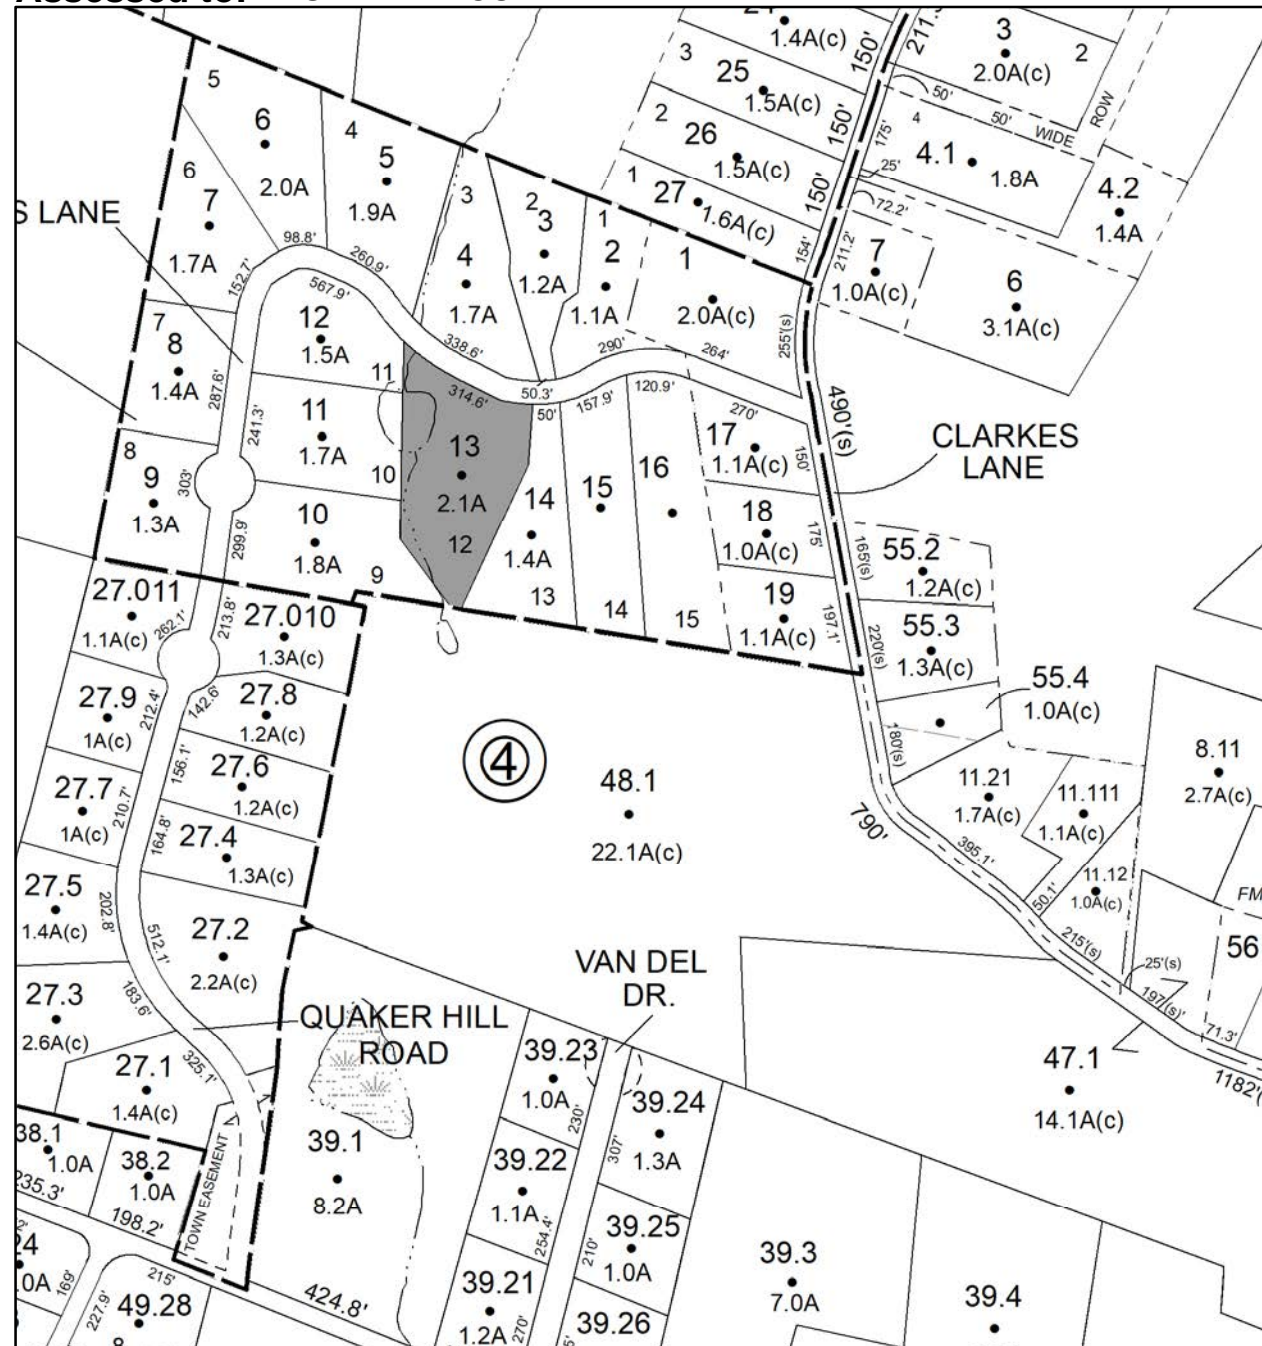 Assessed to:
24
1.4A(c)
150'
211.
3
2.0A(c)
2
3
25
1.5A(c)
150'
50'
50'
WIDE
ROW
5
6
2.0A
4
5
1.9A
2
26
1.5A(c)
175'
4
4.1
1.8A
25'
4.2
1.4A
6
7
1.7A
3
4
1.7A
2
3
1.2A
1
2
1.1A
1
27
1.6A(c)
150'
72.2'
154'
211.2'
7
1.0A(c)
6
3.1A(c)
S LANE
98.8'
260.9'
152.7'
567.9'
1
2.0A(c)
255'(s)
12
1.5A
11
338.6'
290'
264'
7
8
1.4A
287.6'
314.6'
50.3'
50'
157.9'
120.9'
270'
490'(s)
CLARKES
LANE
241.3'
11
1.7A
10
13
2.1A
12
17
1.1A(c)
150'
8
9
1.3A
303'
16
15
14
1.4A
13
14
15
18
1.0A(c)
175'
165'(s)
55.2
1.2A(c)
299.9'
10
1.8A
9
19
1.1A(c)
197.1'
220'(s)
55.3
1.3A(c)
27.011
1.1A(c)
262.1'
213.8'
27.010
1.3A(c)
55.4
1.0A(c)
27.9
1A(c)
212.4'
142.6'
27.8
1.2A(c)
4
180'(s)
8.11
2.7A(c)
156.1'
27.6
1.2A(c)
48.1
22.1A(c)
11.21
1.7A(c)
11.111
1.1A(c)
27.7
1A(c)
210.7'
164.8'
27.4
1.3A(c)
790'
395.1'
11.12
1.0A(c)
50.1'
FM
27.5
1.4A(c)
202.8'
512.1'
27.2
2.2A(c)
215'(s)
25'(s)
56
VAN DEL
DR.
197'(s)'
71.3'
27.3
2.6A(c)
183.6'
QUAKER HILL
ROAD
325.1'
27.1
1.4A(c)
39.23
1.0A
230'
39.24
1.3A
307'
47.1
14.1A(c)
1182'(
38.1
1.0A
235.3'
38.2
1.0A
198.2'
TOWN EASEMENT
39.1
8.2A
39.22
1.1A
254.4'
39.25
1.0A
210'
39.3
7.0A
39.4
24
.0A
169'
215'
227.9'
49.28
424.8'
39.21
1.2A
270'
39.26